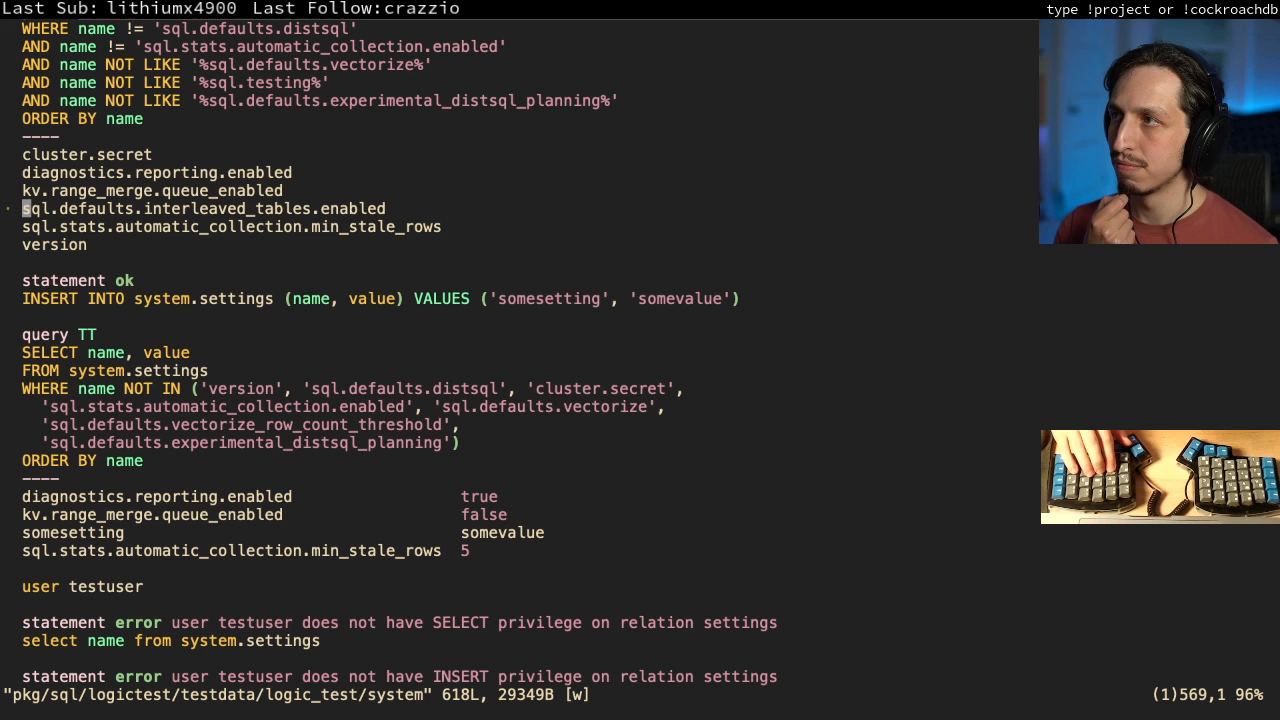 Last Sub: lithiumx4900 Last Follow:crazzio
type !project or !cockroachdb
WHERE name != 'sql.defaults.distsql'
AND name != 'sql.stats.automatic_collection.enabled'
AND name NOT LIKE '%sql.defaults.vectorize%'
AND name NOT LIKE '%sql.testing%'
AND name NOT LIKE '%sql.defaults.experimental_distsql_planning%'
ORDER BY name
----
cluster.secret
diagnostics.reporting.enabled
kv.range_merge.queue_enabled
sql.defaults.interleaved_tables.enabled
sql.stats.automatic_collection.min_stale_rows
version
statement ok
INSERT INTO system.settings (name, value) VALUES ('somesetting', 'somevalue')
query TT
SELECT name, value
FROM system.settings
WHERE name NOT IN ('version', 'sql.defaults.distsql', 'cluster.secret',
'sql.stats.automatic_collection.enabled', 'sql.defaults.vectorize',
'sql.defaults.vectorize_row_count_threshold',
'sql.defaults.experimental_distsql_planning')
ORDER BY name
----
diagnostics.reporting.enabled true
kv.range_merge.queue_enabled false
somesetting somevalue
sql.stats.automatic_collection.min_stale_rows 5
user testuser
statement error user testuser does not have SELECT privilege on relation settings
select name from system.settings
statement error user testuser does not have INSERT privilege on relation settings
"pkg/sql/logictest/testdata/logic_test/system" 618L, 29349B [w]
(1)569,1 96%